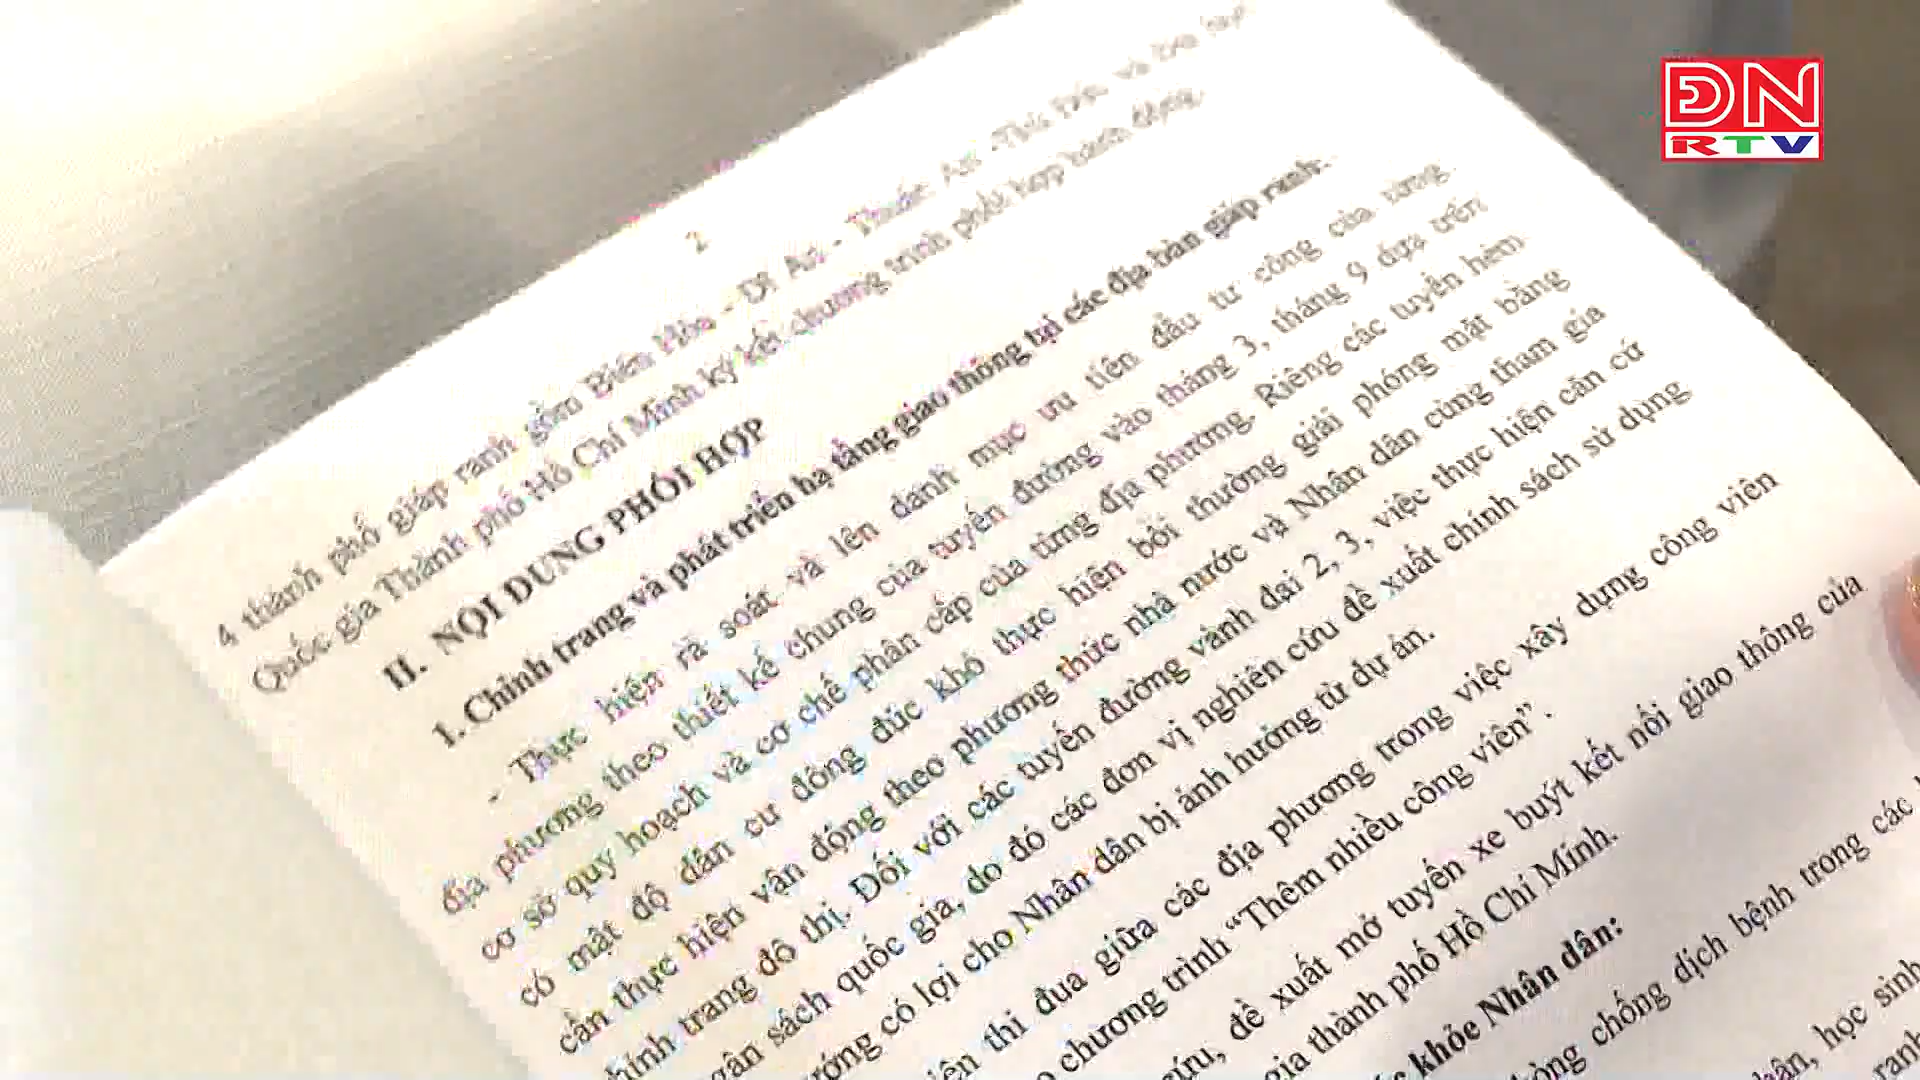 ĐN
RTV
2
4 thành phố giáp ranh gồm Biên Hòa - Dĩ An - Thuận An - Thủ Đức và
Quốc gia Thành phố Hồ Chí Minh ký kết chương trình phối hợp hành động.
II. NỘI DUNG PHỐI HỢP
1. Chỉnh trang và phát triển hạ tầng giao thông tại các địa bàn giáp ranh:
- Thực hiện rà soát và lên danh mục ưu tiên đầu tư công của từng
địa phương theo thiết kế chung của tuyến đường vào tháng 3, tháng 9 dựa trên
cơ sở quy hoạch và cơ chế phân cấp của từng địa phương. Riêng các tuyến hẻm
có mật độ dân cư đông đúc khó thực hiện bồi thường giải phóng mặt bằng
cần thực hiện vận động theo phương thức nhà nước và Nhân dân cùng tham gia
chỉnh trang đô thị. Đối với các tuyến đường vành đai 2, 3, việc thực hiện căn cứ
ngân sách quốc gia, do đó các đơn vị nghiên cứu đề xuất chính sách sử dụng
hướng có lợi cho Nhân dân bị ảnh hưởng từ dự án.
thi đua giữa các địa phương trong việc xây dựng công viên
chương trình “Thêm nhiều công viên”.
cứu, đề xuất mở tuyến xe buýt kết nối giao thông của
gia thành phố Hồ Chí Minh.
khỏe Nhân dân:
phòng chống dịch bệnh trong các
học sinh